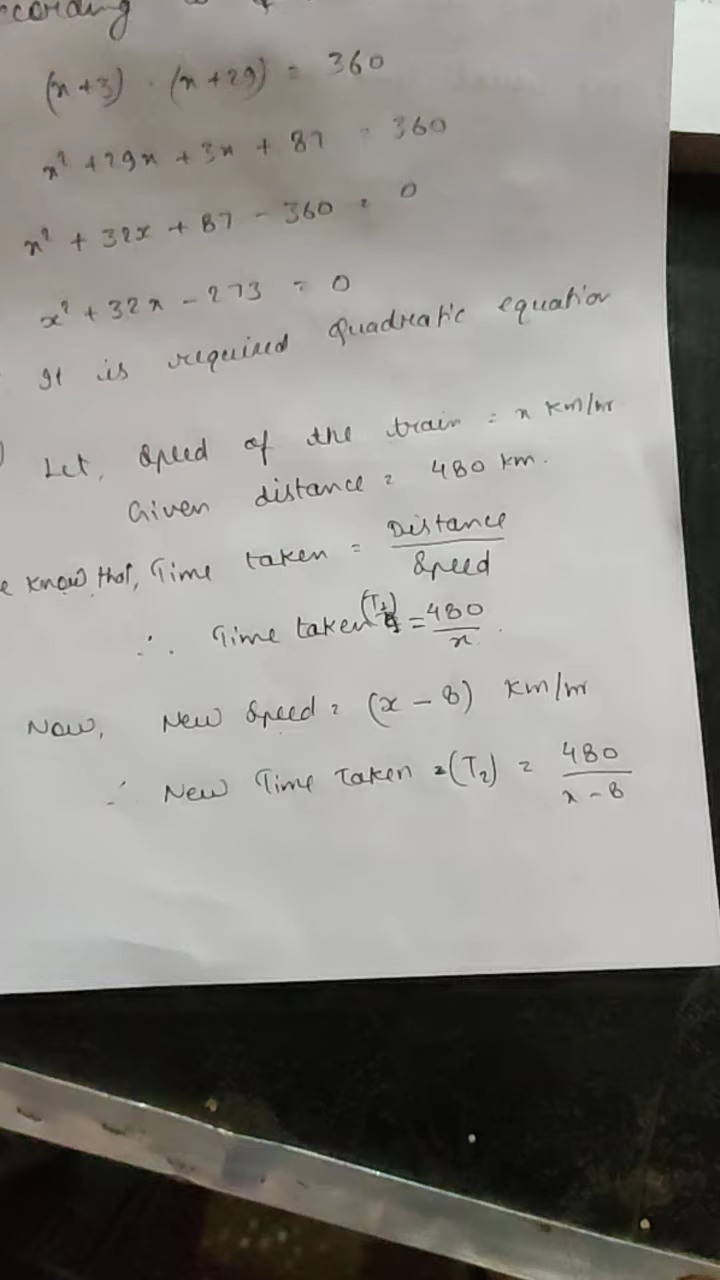 ccording
(x+3) · (x+29) = 360
x² + 29x + 3x + 87 = 360
x² + 32x + 87 - 360 = 0
x² + 32x - 273 = 0
It is required quadratic equation
) Let, Speed of the train = x km/hr
Given distance = 480 km.
e know that, Time taken = Distance / Speed
∴ Time taken (T₁) = 480 / x.
Now, New Speed = (x - 8) km/hr
∴ New Time Taken = (T₂) = 480 / x - 8